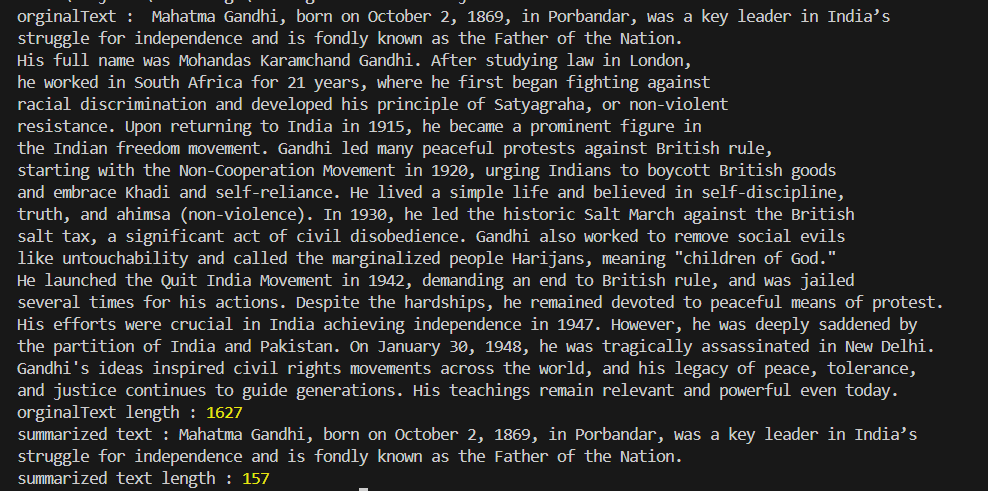 orginalText :  Mahatma Gandhi, born on October 2, 1869, in Porbandar, was a key leader in India’s
struggle for independence and is fondly known as the Father of the Nation.
His full name was Mohandas Karamchand Gandhi. After studying law in London,
he worked in South Africa for 21 years, where he first began fighting against
racial discrimination and developed his principle of Satyagraha, or non-violent
resistance. Upon returning to India in 1915, he became a prominent figure in
the Indian freedom movement. Gandhi led many peaceful protests against British rule,
starting with the Non-Cooperation Movement in 1920, urging Indians to boycott British goods
and embrace Khadi and self-reliance. He lived a simple life and believed in self-discipline,
truth, and ahimsa (non-violence). In 1930, he led the historic Salt March against the British
salt tax, a significant act of civil disobedience. Gandhi also worked to remove social evils
like untouchability and called the marginalized people Harijans, meaning "children of God."
He launched the Quit India Movement in 1942, demanding an end to British rule, and was jailed
several times for his actions. Despite the hardships, he remained devoted to peaceful means of protest.
His efforts were crucial in India achieving independence in 1947. However, he was deeply saddened by
the partition of India and Pakistan. On January 30, 1948, he was tragically assassinated in New Delhi.
Gandhi's ideas inspired civil rights movements across the world, and his legacy of peace, tolerance,
and justice continues to guide generations. His teachings remain relevant and powerful even today.
orginalText length : 1627
summarized text : Mahatma Gandhi, born on October 2, 1869, in Porbandar, was a key leader in India’s
struggle for independence and is fondly known as the Father of the Nation.
summarized text length : 157